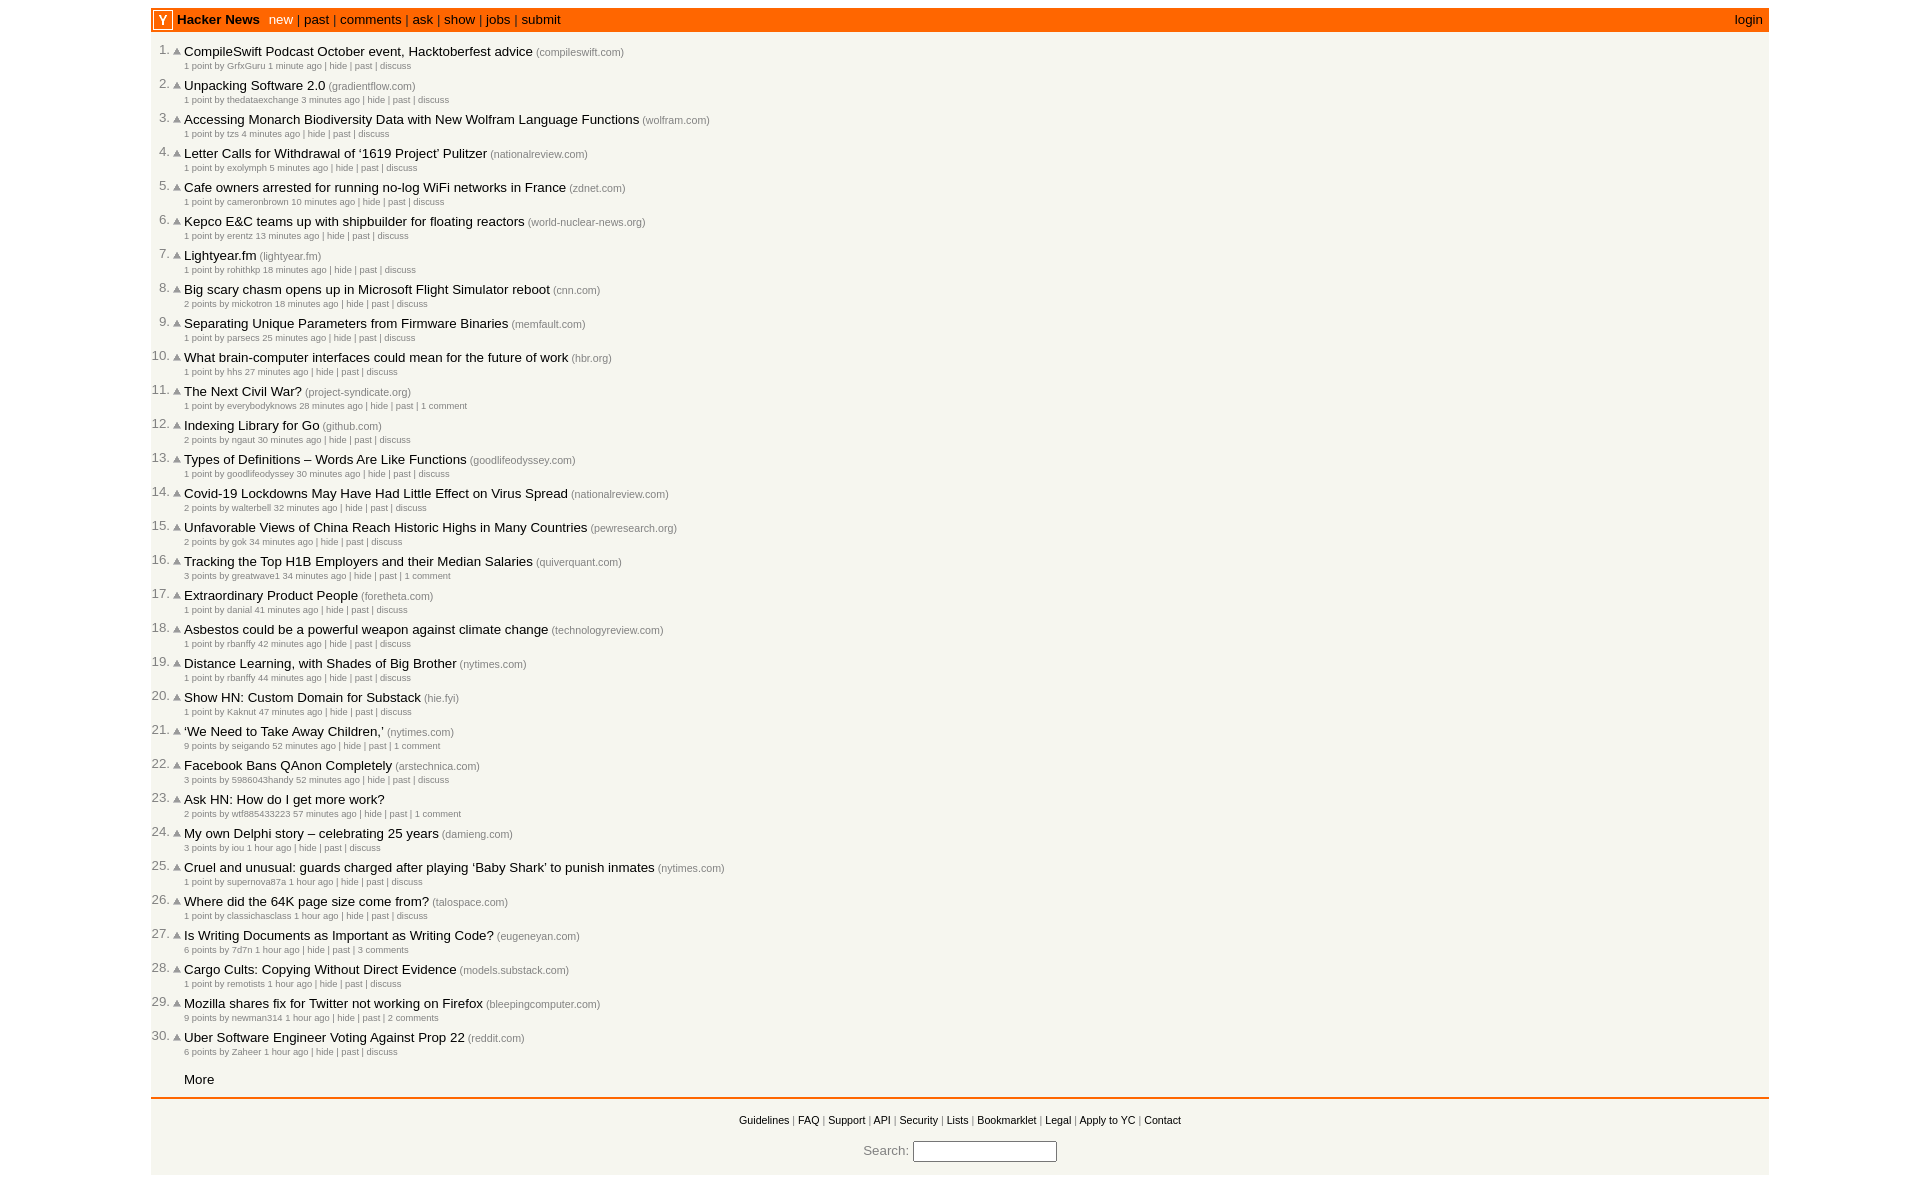 Y Hacker News new | past | comments | ask | show | jobs | submit login
1. CompileSwift Podcast October event, Hacktoberfest advice (compileswift.com)
1 point by GrfxGuru 1 minute ago | hide | past | discuss
2. Unpacking Software 2.0 (gradientflow.com)
1 point by thedataexchange 3 minutes ago | hide | past | discuss
3. Accessing Monarch Biodiversity Data with New Wolfram Language Functions (wolfram.com)
1 point by tzs 4 minutes ago | hide | past | discuss
4. Letter Calls for Withdrawal of ‘1619 Project’ Pulitzer (nationalreview.com)
1 point by exolymph 5 minutes ago | hide | past | discuss
5. Cafe owners arrested for running no-log WiFi networks in France (zdnet.com)
1 point by cameronbrown 10 minutes ago | hide | past | discuss
6. Kepco E&C teams up with shipbuilder for floating reactors (world-nuclear-news.org)
1 point by erentz 13 minutes ago | hide | past | discuss
7. Lightyear.fm (lightyear.fm)
1 point by rohithkp 18 minutes ago | hide | past | discuss
8. Big scary chasm opens up in Microsoft Flight Simulator reboot (cnn.com)
2 points by mickotron 18 minutes ago | hide | past | discuss
9. Separating Unique Parameters from Firmware Binaries (memfault.com)
1 point by parsecs 25 minutes ago | hide | past | discuss
10. What brain-computer interfaces could mean for the future of work (hbr.org)
1 point by hhs 27 minutes ago | hide | past | discuss
11. The Next Civil War? (project-syndicate.org)
1 point by everybodyknows 28 minutes ago | hide | past | 1 comment
12. Indexing Library for Go (github.com)
2 points by ngaut 30 minutes ago | hide | past | discuss
13. Types of Definitions – Words Are Like Functions (goodlifeodyssey.com)
1 point by goodlifeodyssey 30 minutes ago | hide | past | discuss
14. Covid-19 Lockdowns May Have Had Little Effect on Virus Spread (nationalreview.com)
2 points by walterbell 32 minutes ago | hide | past | discuss
15. Unfavorable Views of China Reach Historic Highs in Many Countries (pewresearch.org)
2 points by gok 34 minutes ago | hide | past | discuss
16. Tracking the Top H1B Employers and their Median Salaries (quiverquant.com)
3 points by greatwave1 34 minutes ago | hide | past | 1 comment
17. Extraordinary Product People (foretheta.com)
1 point by danial 41 minutes ago | hide | past | discuss
18. Asbestos could be a powerful weapon against climate change (technologyreview.com)
1 point by rbanffy 42 minutes ago | hide | past | discuss
19. Distance Learning, with Shades of Big Brother (nytimes.com)
1 point by rbanffy 44 minutes ago | hide | past | discuss
20. Show HN: Custom Domain for Substack (hie.fyi)
1 point by Kaknut 47 minutes ago | hide | past | discuss
21. ‘We Need to Take Away Children,’ (nytimes.com)
9 points by seigando 52 minutes ago | hide | past | 1 comment
22. Facebook Bans QAnon Completely (arstechnica.com)
3 points by 5986043handy 52 minutes ago | hide | past | discuss
23. Ask HN: How do I get more work?
2 points by wtf885433223 57 minutes ago | hide | past | 1 comment
24. My own Delphi story – celebrating 25 years (damieng.com)
3 points by iou 1 hour ago | hide | past | discuss
25. Cruel and unusual: guards charged after playing ‘Baby Shark’ to punish inmates (nytimes.com)
1 point by supernova87a 1 hour ago | hide | past | discuss
26. Where did the 64K page size come from? (talospace.com)
1 point by classichasclass 1 hour ago | hide | past | discuss
27. Is Writing Documents as Important as Writing Code? (eugeneyan.com)
6 points by 7d7n 1 hour ago | hide | past | 3 comments
28. Cargo Cults: Copying Without Direct Evidence (models.substack.com)
1 point by remotists 1 hour ago | hide | past | discuss
29. Mozilla shares fix for Twitter not working on Firefox (bleepingcomputer.com)
9 points by newman314 1 hour ago | hide | past | 2 comments
30. Uber Software Engineer Voting Against Prop 22 (reddit.com)
6 points by Zaheer 1 hour ago | hide | past | discuss
More
Guidelines | FAQ | Support | API | Security | Lists | Bookmarklet | Legal | Apply to YC | Contact
Search: